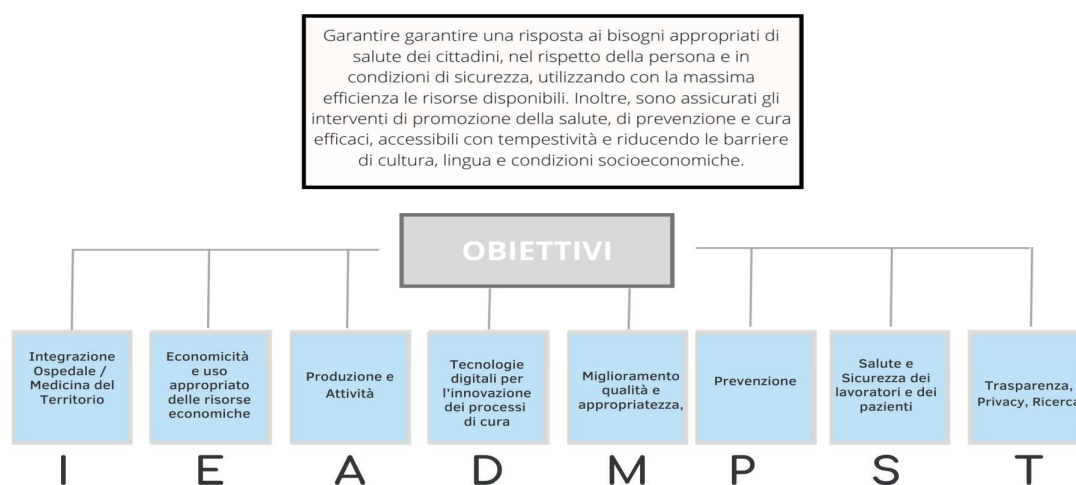 Garantire garantire una risposta ai bisogni appropriati di
salute dei cittadini, nel rispetto della persona e in
condizioni di sicurezza, utilizzando con la massima
efficienza le risorse disponibili. Inoltre, sono assicurati gli
interventi di promozione della salute, di prevenzione e cura
efficaci, accessibili con tempestività e riducendo le barriere
di cultura, lingua e condizioni socioeconomiche.
OBIETTIVI
Integrazione
Ospedale /
Medicina del
Territorio
Economicità
e uso
appropriato
delle risorse
economiche
Produzione e
Attività
Tecnologie
digitali per
l'innovazione
dei processi
di cura
Miglioramento
qualità e
appropriatezza,
Prevenzione
Salute e
Sicurezza dei
lavoratori e dei
pazienti
Trasparenza,
Privacy, Ricerca
I E A D M P S T